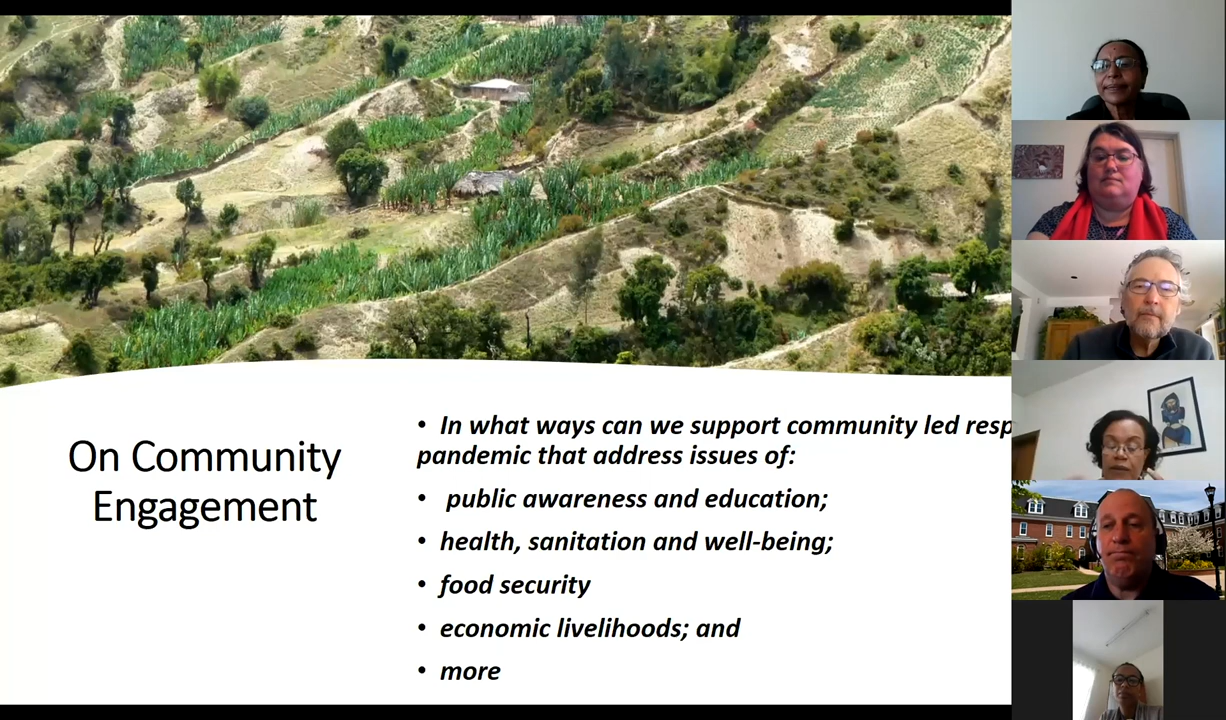 On Community
Engagement
• In what ways can we support community led resp
pandemic that address issues of:
• public awareness and education;
• health, sanitation and well-being;
• food security
• economic livelihoods; and
• more